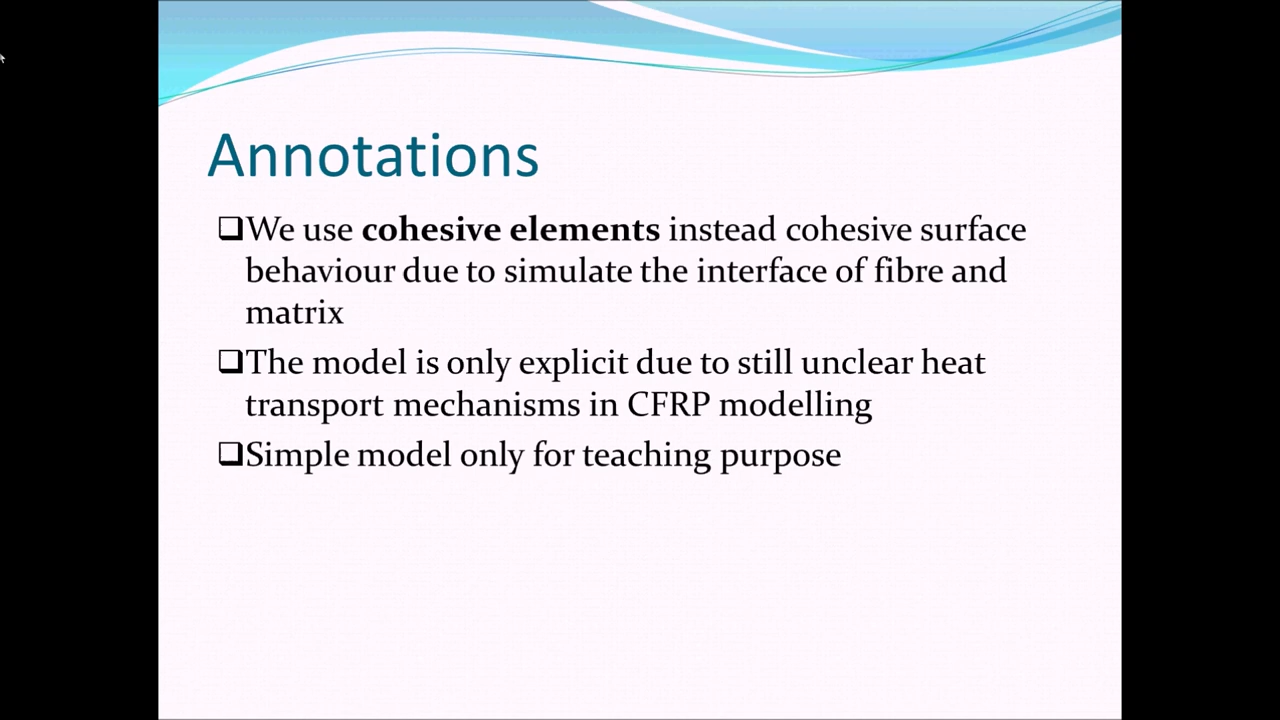 Annotations
❑We use cohesive elements instead cohesive surface
behaviour due to simulate the interface of fibre and
matrix
❑The model is only explicit due to still unclear heat
transport mechanisms in CFRP modelling
❑Simple model only for teaching purpose